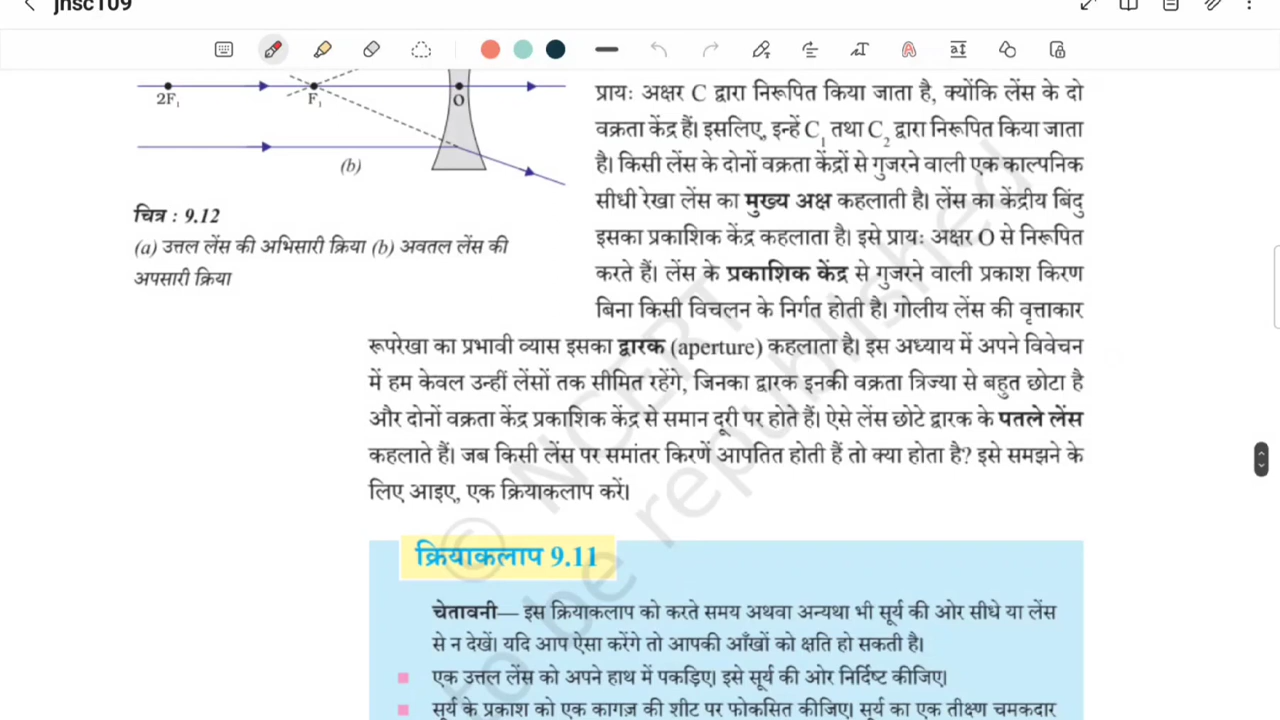 jhsc109
2F₁
F₁
O
(b)
चित्र : 9.12
(a) उत्तल लेंस की अभिसारी क्रिया (b) अवतल लेंस की
अपसारी क्रिया
प्रायः अक्षर C द्वारा निरूपित किया जाता है, क्योंकि लेंस के दो
वक्रता केंद्र हैं। इसलिए, इन्हें C₁ तथा C₂ द्वारा निरूपित किया जाता
है। किसी लेंस के दोनों वक्रता केंद्रों से गुजरने वाली एक काल्पनिक
सीधी रेखा लेंस का मुख्य अक्ष कहलाती है। लेंस का केंद्रीय बिंदु
इसका प्रकाशिक केंद्र कहलाता है। इसे प्रायः अक्षर O से निरूपित
करते हैं। लेंस के प्रकाशिक केंद्र से गुजरने वाली प्रकाश किरण
बिना किसी विचलन के निर्गत होती है। गोलीय लेंस की वृत्ताकार
रूपरेखा का प्रभावी व्यास इसका द्वारक (aperture) कहलाता है। इस अध्याय में अपने विवेचन
में हम केवल उन्हीं लेंसों तक सीमित रहेंगे, जिनका द्वारक इनकी वक्रता त्रिज्या से बहुत छोटा है
और दोनों वक्रता केंद्र प्रकाशिक केंद्र से समान दूरी पर होते हैं। ऐसे लेंस छोटे द्वारक के पतले लेंस
कहलाते हैं। जब किसी लेंस पर समांतर किरणें आपतित होती हैं तो क्या होता है? इसे समझने के
लिए आइए, एक क्रियाकलाप करें।
क्रियाकलाप 9.11
चेतावनी— इस क्रियाकलाप को करते समय अथवा अन्यथा भी सूर्य की ओर सीधे या लेंस
से न देखें। यदि आप ऐसा करेंगे तो आपकी आँखों को क्षति हो सकती है।
एक उत्तल लेंस को अपने हाथ में पकड़िए। इसे सूर्य की ओर निर्दिष्ट कीजिए।
सूर्य के प्रकाश को एक कागज़ की शीट पर फोकसित कीजिए। सूर्य का एक तीक्ष्ण चमकदार
© NCERT
to be republished